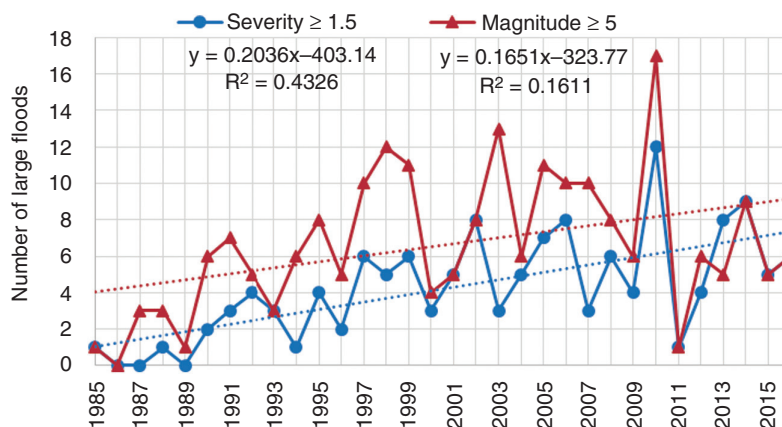 Severity ≥ 1.5 Magnitude ≥ 5
y = 0.2036x–403.14 y = 0.1651x–323.77
R² = 0.4326 R² = 0.1611
Number of large floods
18
16
14
12
10
8
6
4
2
0
1985 1987 1989 1991 1993 1995 1997 1999 2001 2003 2005 2007 2009 2011 2013 2015